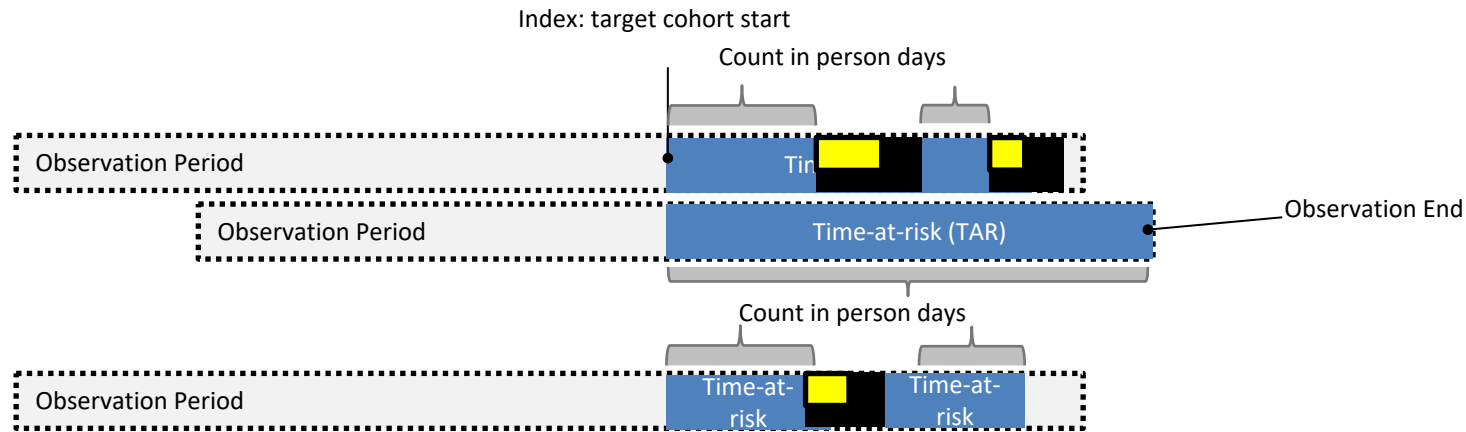 Index: target cohort start
Count in person days
Observation Period
Observation Period
Time-at-risk (TAR)
Observation End
Count in person days
Observation Period
Time-at-
risk
Time-at-
risk